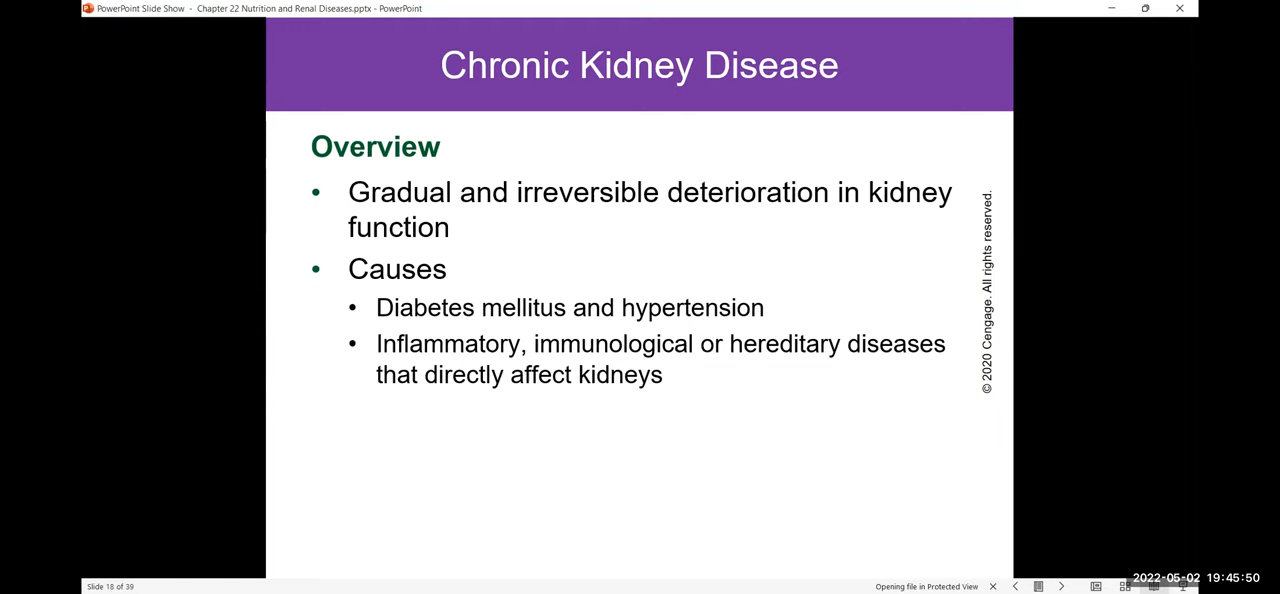 PowerPoint Slide Show - Chapter 22 Nutrition and Renal Diseases.pptx - PowerPoint
Chronic Kidney Disease
Overview
• Gradual and irreversible deterioration in kidney
function
• Causes
• Diabetes mellitus and hypertension
• Inflammatory, immunological or hereditary diseases
that directly affect kidneys
© 2020 Cengage. All rights reserved.
Slide 18 of 39
Opening file in Protected View
2022-05-02 19:45:50